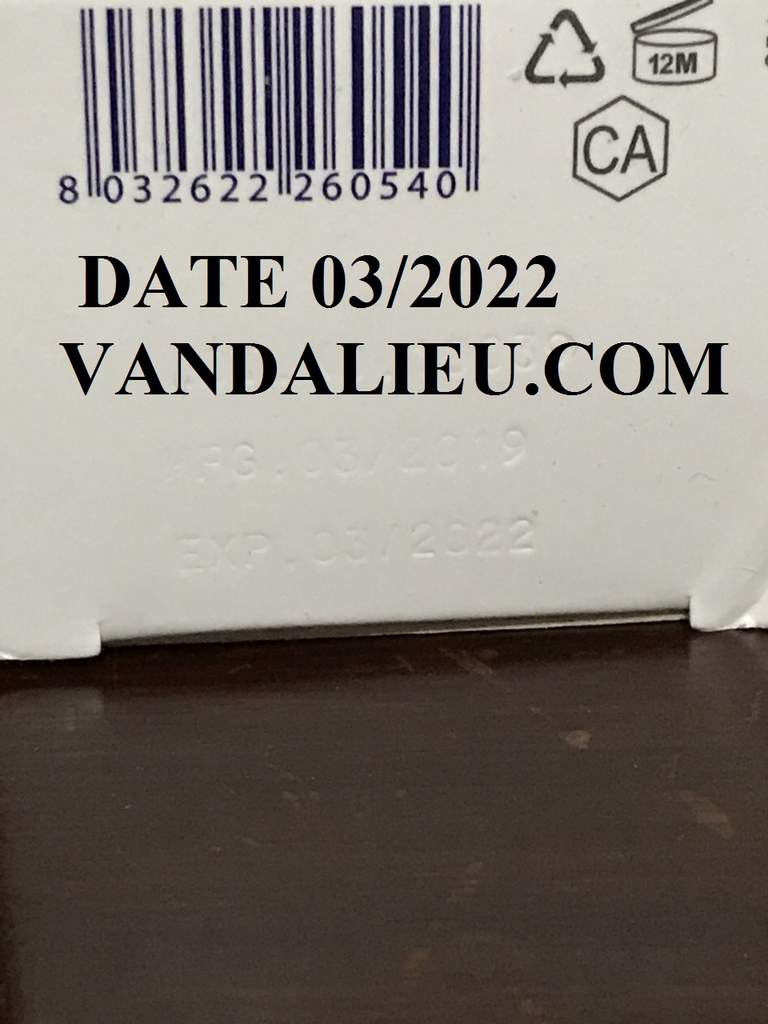 12M
CA
8 032622 260540
DATE 03/2022
VANDALIEU.COM
MFG.03/2019
EXP.03/2022